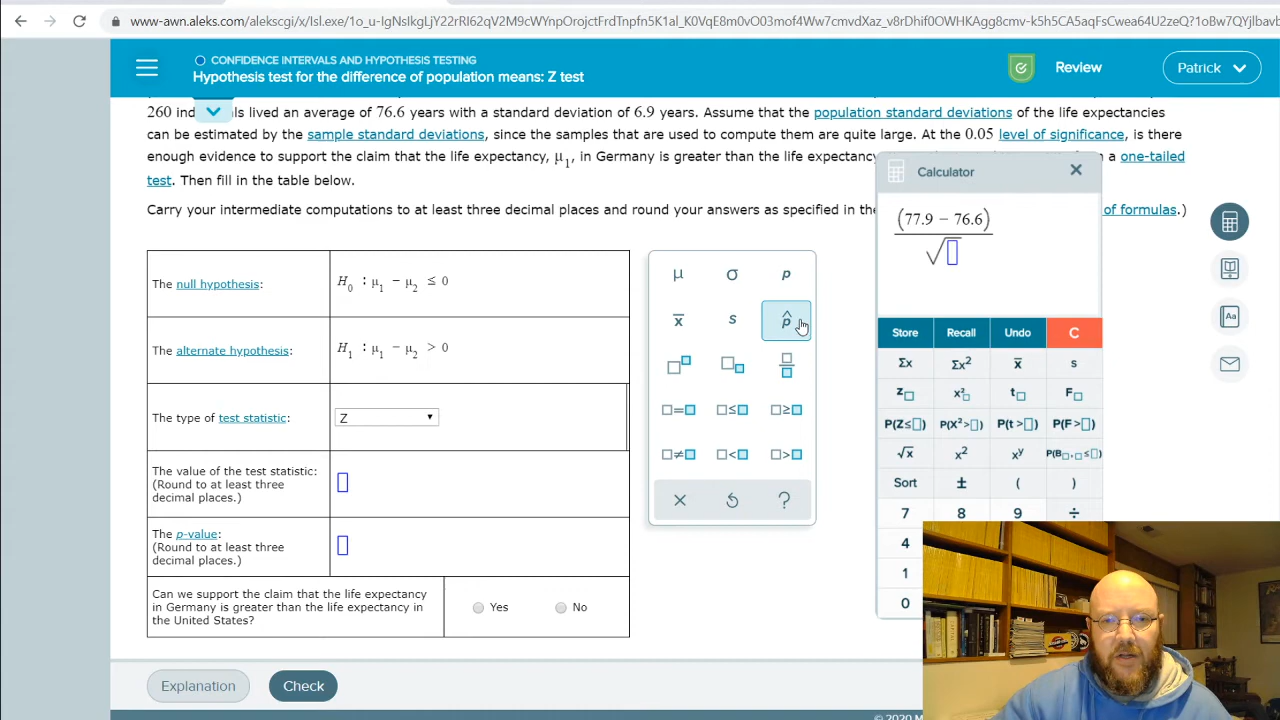 www-awn.aleks.com/alekscgi/x/Isl.exe/1o_u-IgNsIkgLjY22rRI62qV2M9cWYnpOrojctFrdTnpfn5K1al_K0VqE8m0vO03mof4Ww7cmvdXaz_v8rDhif0OWHKAgg8cmv-k5h5CA5aqFsCwea64U2zeQ?1oBw7QYjlbavb
CONFIDENCE INTERVALS AND HYPOTHESIS TESTING
Hypothesis test for the difference of population means: Z test
Review
Patrick
260 ind ls lived an average of 76.6 years with a standard deviation of 6.9 years. Assume that the population standard deviations of the life expectancies
can be estimated by the sample standard deviations, since the samples that are used to compute them are quite large. At the 0.05 level of significance, is there
enough evidence to support the claim that the life expectancy, μ1, in Germany is greater than the life expectancy a one-tailed
test. Then fill in the table below.
Carry your intermediate computations to at least three decimal places and round your answers as specified in the of formulas.)
The null hypothesis: H0 : μ1 − μ2 ≤ 0
The alternate hypothesis: H1 : μ1 − μ2 > 0
The type of test statistic: Z
The value of the test statistic:
(Round to at least three
decimal places.)
The p-value:
(Round to at least three
decimal places.)
Can we support the claim that the life expectancy
in Germany is greater than the life expectancy in
the United States?
Yes No
μ σ p
x̄ s p̂
□^□ □_□ □/□
□=□ □≤□ □≥□
□≠□ □<□ □>□
× ↺ ?
Calculator
(77.9 − 76.6)
√□
Store Recall Undo C
Σx Σx² x̄ s
z□ χ²□ t□ F□
P(Z≤□) P(X²>□) P(t>□) P(F>□)
√x x² x^y P(B□,□≤□)
Sort ± ( )
7 8 9 ÷
4
1
0
Aa
Explanation Check
© 2020 M